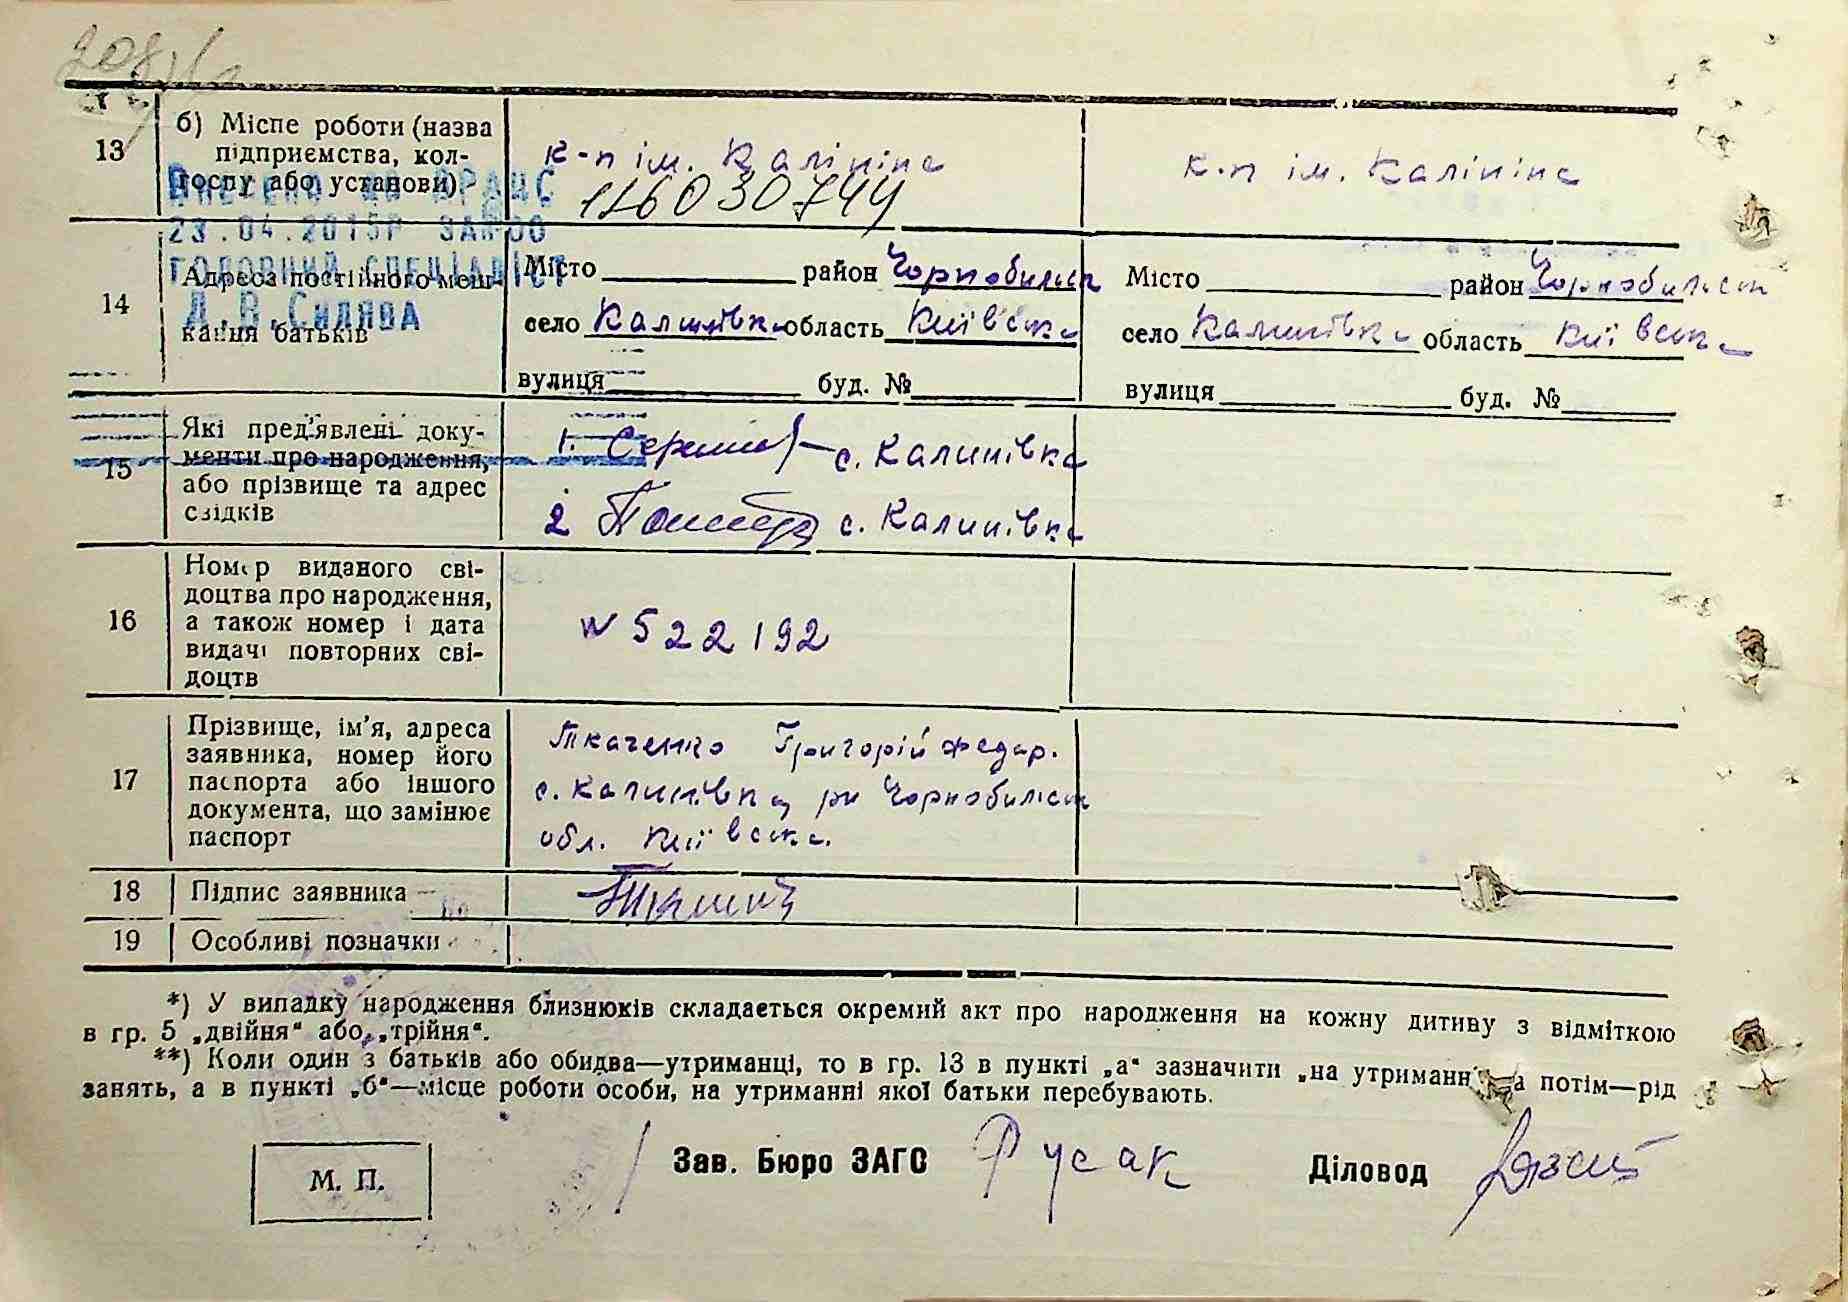 13 б) Місце роботи (назва
підприємства, кол-
госпу або установи)
к-п ім. Калініна
116030744
к-п ім. Калініна
Внесено до ДРАЦС
23.04.2015Р
ГОЛОВНИЙ СПЕЦІАЛІСТ
14 Адреса постійного меш-
кання батьків
Місто район Чорнобильськ
село Калинівка область Київська
вулиця буд. №
Місто район Чорнобильськ
село Калинівка область Київська
вулиця буд. №
15 Які пред'явлені доку-
менти про народження,
або прізвище та адрес
свідків
1. с. Калинівка
2 с. Калинівка
16 Номер виданого сві-
доцтва про народження,
а також номер і дата
видачі повторних сві-
доцтв
N 522192
17 Прізвище, ім'я, адреса
заявника, номер його
паспорта або іншого
документа, що замінює
паспорт
Ткаченко Григорій Федор.
с. Калинівка рн Чорнобильськ
обл. Київська.
18 Підпис заявника
19 Особливі позначки
*) У випадку народження близнюків складається окремий акт про народження на кожну дитину з відміткою
в гр. 5 „двійня“ або „трійня“.
**) Коли один з батьків або обидва—утриманці, то в гр. 13 в пункті „а“ зазначити „на утриманні а потім—рід
занять, а в пункті „б“—місце роботи особи, на утриманні якої батьки перебувають.
М. П.
Зав. Бюро ЗАГС Русак Діловод